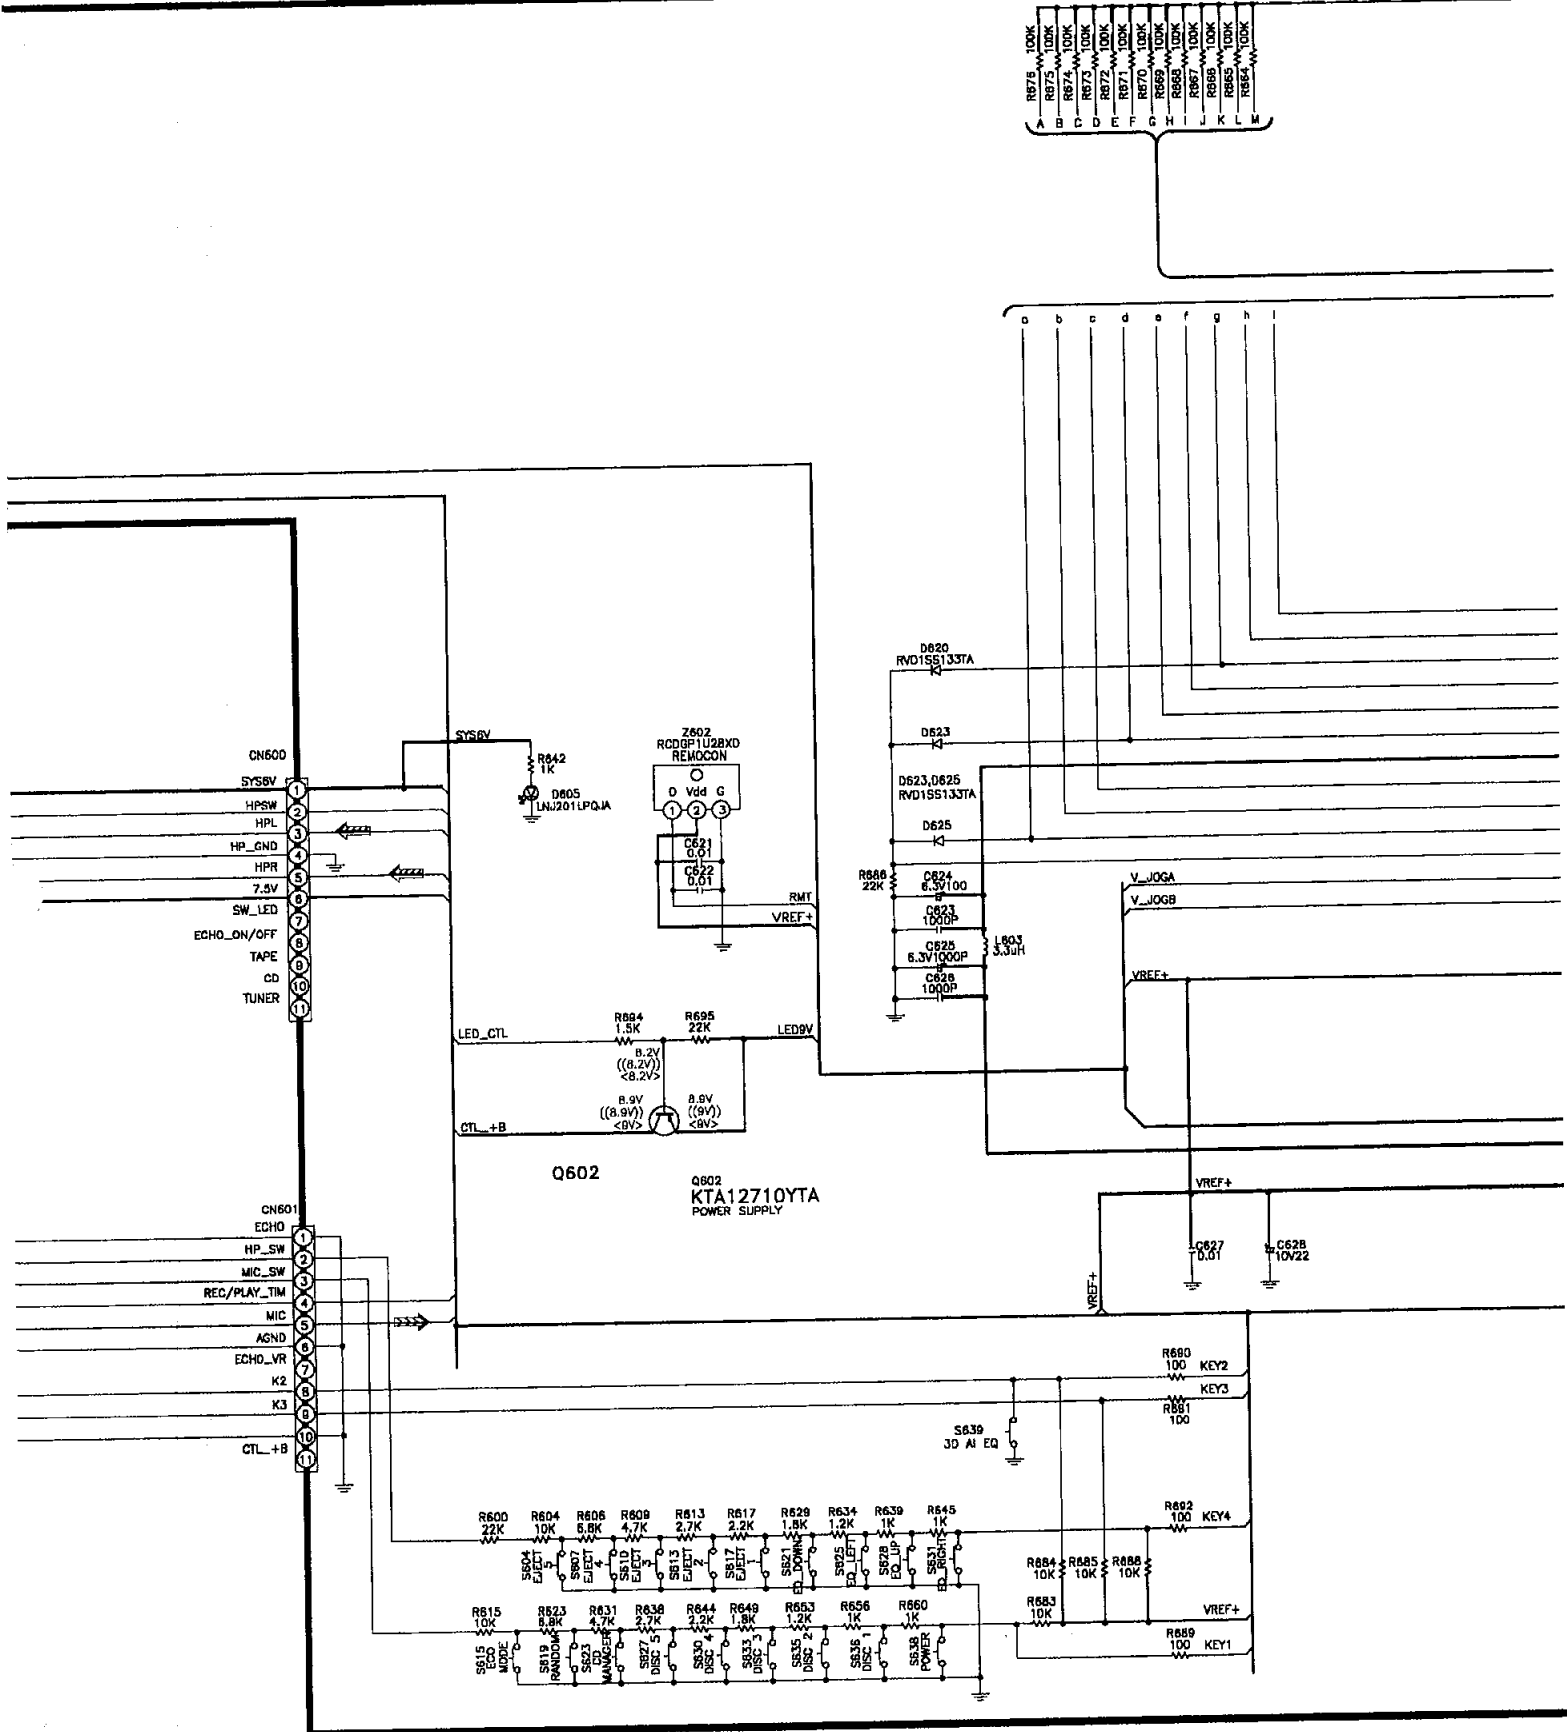 100K 100K 100K 100K 100K 100K 100K 100K 100K 100K 100K 100K 100K
R676 R675 R674 R673 R672 R671 R670 R669 R668 R667 R666 R665 R664
A B C D E F G H I J K L M
a b c d e f g h i
D620
RVD1SS133TA
D623
D623,D625
RVD1SS133TA
D625
Z602
RCDGP1U28XD
REMOCON
O Vdd G
1 2 3
C621
0.01
C622
0.01
RMT
VREF+
SYS6V
R642
1K
D605
LNJ201LPQJA
CN600
SYS6V 1
HPSW 2
HPL 3
HP_GND 4
HPR 5
7.5V 6
SW_LED 7
ECHO_ON/OFF 8
TAPE 9
CD 10
TUNER 11
R686
22K
C624
6.3V100
C623
1000P
C625
6.3V1000P
C626
1000P
L603
3.3uH
V_JOGA
V_JOGB
VREF+
LED_CTL
R694
1.5K
R695
22K
LED9V
8.2V
((8.2V))
<8.2V>
8.9V
((8.9V))
<9V>
8.9V
((9V))
<9V>
CTL_+B
Q602
Q602
KTA12710YTA
POWER SUPPLY
VREF+
C627
0.01
C628
10V22
VREF+
CN601
ECHO 1
HP_SW 2
MIC_SW 3
REC/PLAY_TIM 4
MIC 5
AGND 6
ECHO_VR 7
K2 8
K3 9
10
CTL_+B 11
R690
100 KEY2
KEY3
R691
100
S639
3D AI EQ
R600
22K
R604
10K
R606
6.8K
R609
4.7K
R613
2.7K
R617
2.2K
R629
1.8K
R634
1.2K
R639
1K
R645
1K
R692
100 KEY4
S604
EJECT
5
S607
EJECT
4
S610
EJECT
3
S613
EJECT
2
S617
EJECT
1
S621
EQ_DOWN
S625
EQ_LEFT
S628
EQ_UP
S631
EQ_RIGHT
R684
10K
R685
10K
R688
10K
R615
10K
R623
6.8K
R631
4.7K
R638
2.7K
R644
2.2K
R649
1.8K
R653
1.2K
R656
1K
R660
1K
R683
10K
VREF+
R689
100 KEY1
S615
ECO
MODE
S619
RANDOM
S623
CD
MANAGER
S627
DISC 5
S630
DISC 4
S633
DISC 3
S635
DISC 2
S636
DISC 1
S638
POWER